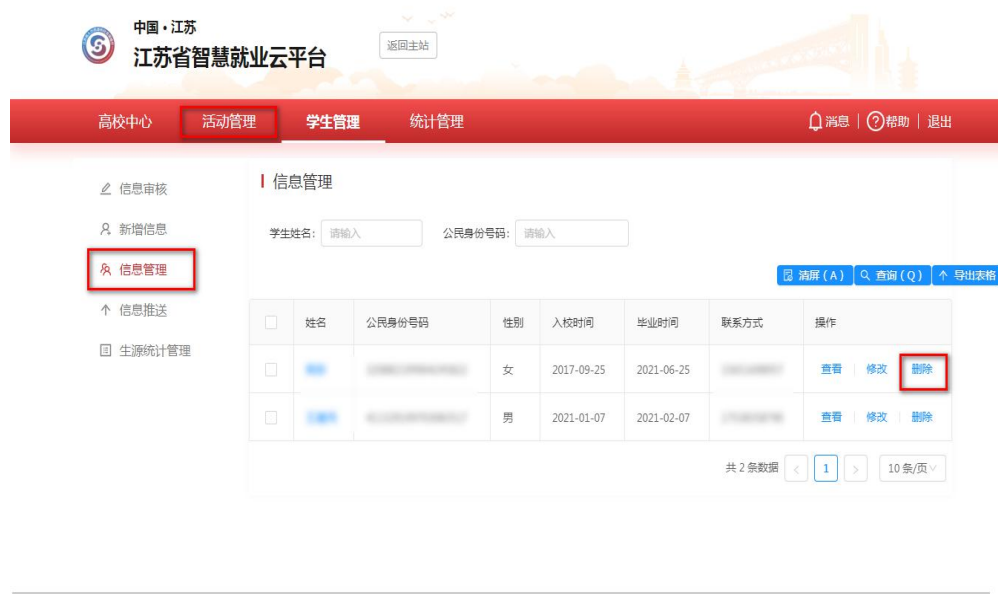 中国·江苏
江苏省智慧就业云平台
返回主站
高校中心 活动管理 学生管理 统计管理 消息 ?帮助 退出
信息审核
新增信息
信息管理
信息推送
生源统计管理
信息管理
学生姓名: 请输入 公民身份号码: 请输入
清屏(A) 查询(Q) 导出表格
姓名 公民身份号码 性别 入校时间 毕业时间 联系方式 操作
女 2017-09-25 2021-06-25 查看 修改 删除
男 2021-01-07 2021-02-07 查看 修改 删除
共 2 条数据 < 1 > 10 条/页